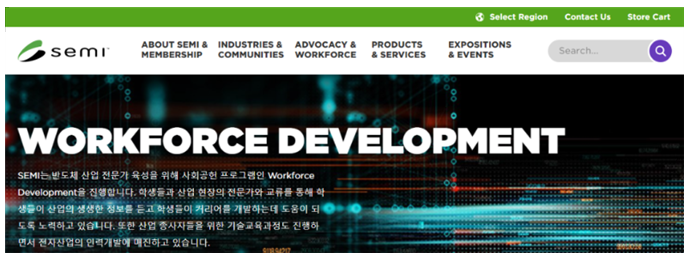 Select Region Contact Us Store Cart
semi ABOUT SEMI & INDUSTRIES & ADVOCACY & PRODUCTS EXPOSITIONS Search...
MEMBERSHIP COMMUNITIES WORKFORCE & SERVICES & EVENTS
WORKFORCE DEVELOPMENT
SEMI는 반도체 산업 전문가 육성을 위해 사회공헌 프로그램인 Workforce
Development을 진행합니다. 학생들과 산업 현장의 전문가와 교류를 통해 학
생들이 산업의 생생한 정보를 듣고 학생들이 커리어를 개발하는데 도움이 되
도록 노력하고 있습니다. 또한 산업 종사자들을 위한 기술교육과정도 진행하
면서 전자산업의 인력개발에 매진하고 있습니다.